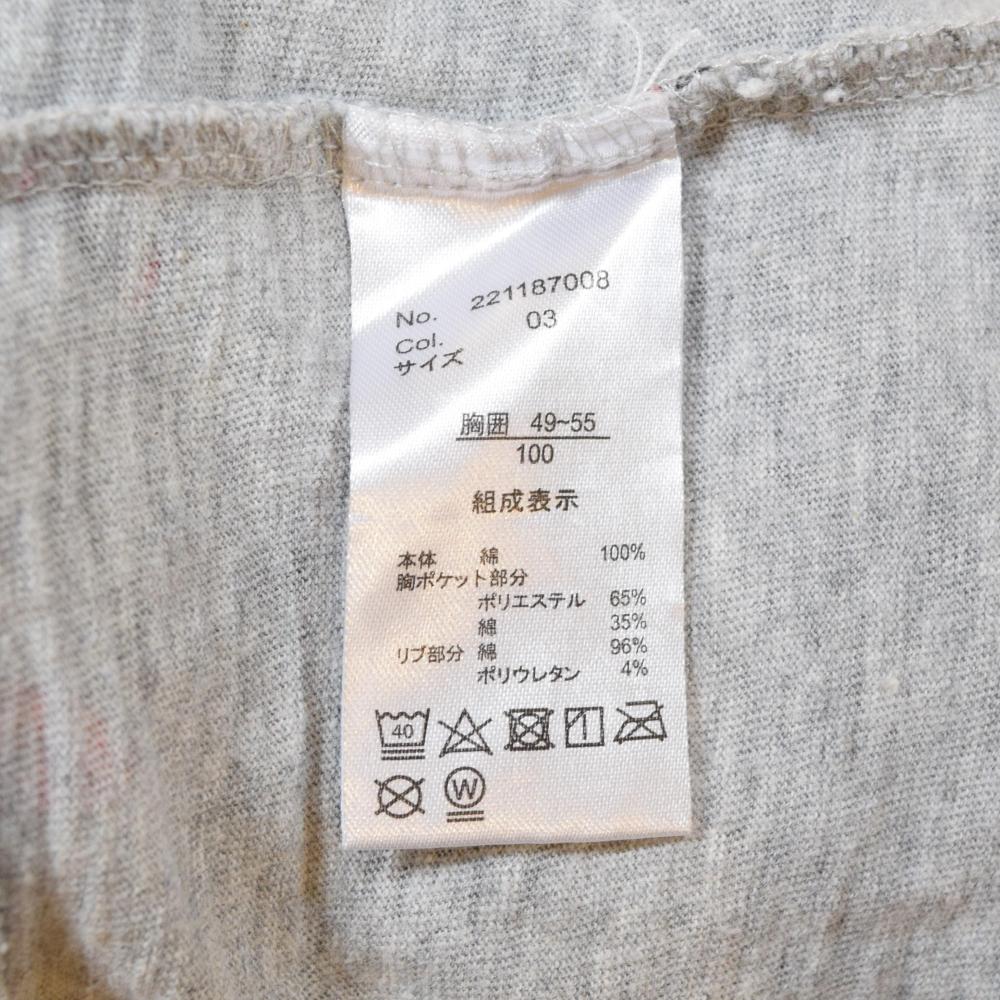 No. 221187008
Col. 03
サイズ
胸囲 49~55
100
組成表示
本体 綿 100%
胸ポケット部分
ポリエステル 65%
綿 35%
リブ部分 綿 96%
ポリウレタン 4%
40
W